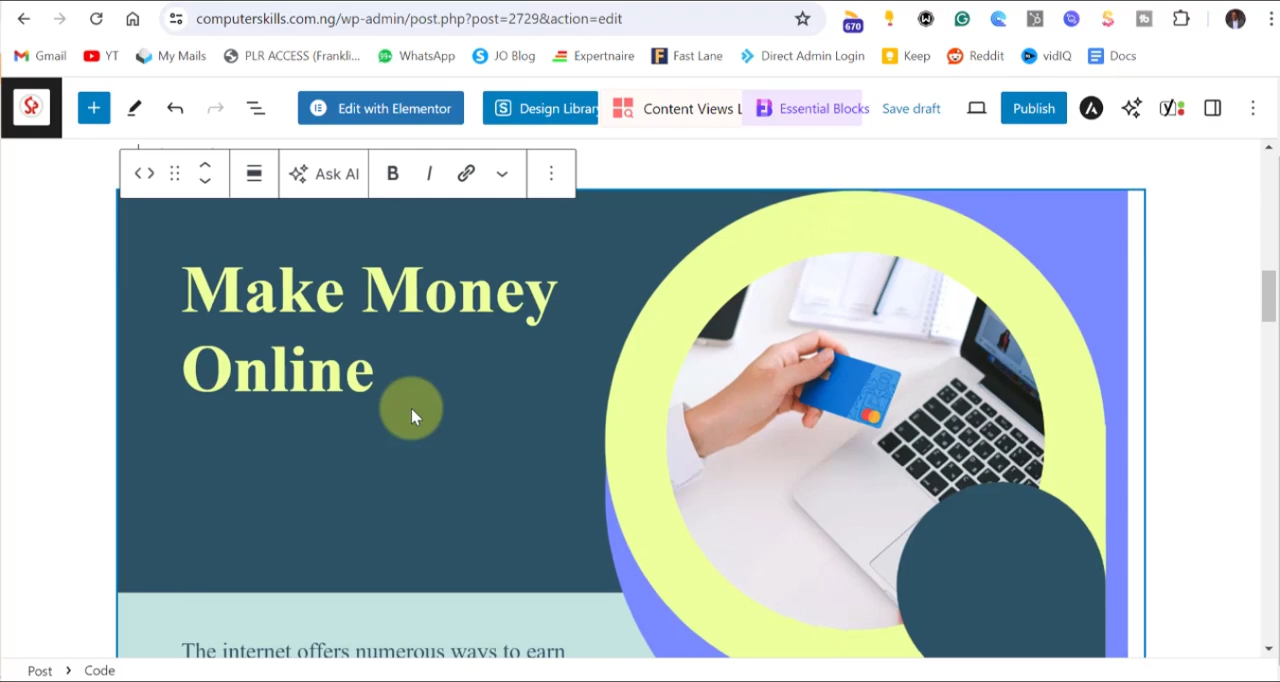 computerskills.com.ng/wp-admin/post.php?post=2729&action=edit
670
Gmail
YT
My Mails
PLR ACCESS (Frankli...
WhatsApp
JO Blog
Expertnaire
Fast Lane
Direct Admin Login
Keep
Reddit
vidIQ
Docs
Edit with Elementor
Design Librar
Content Views L
Essential Blocks
Save draft
Publish
Ask AI
B
I
Make Money
Online
The internet offers numerous ways to earn
Post
Code